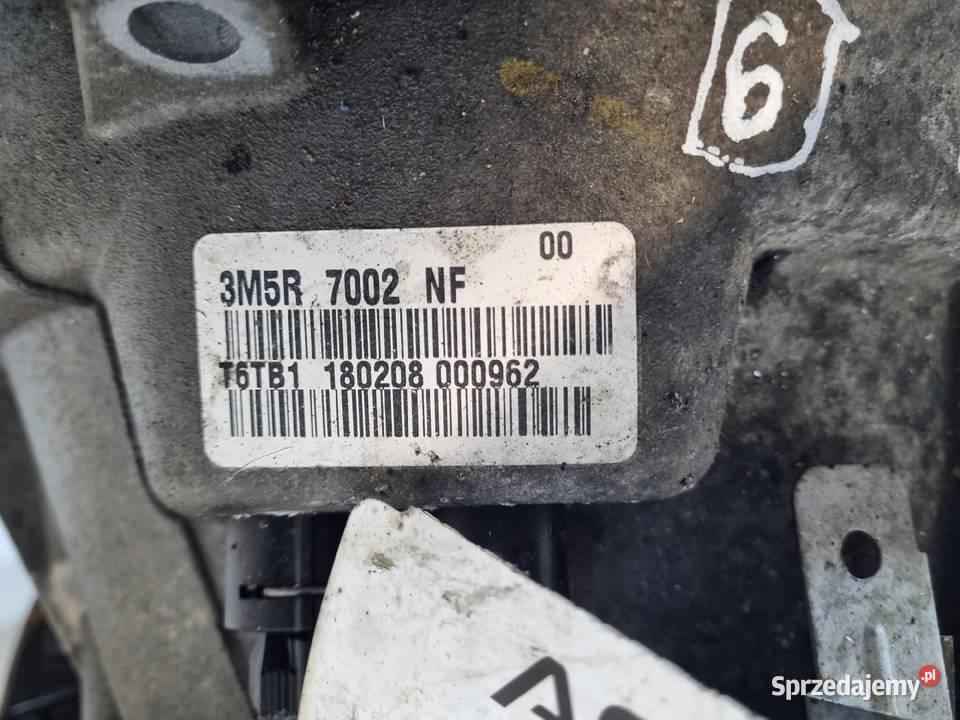 6
00
3M5R 7002 NF
T6TB1 180208 000962
Sprzedajemy.pl